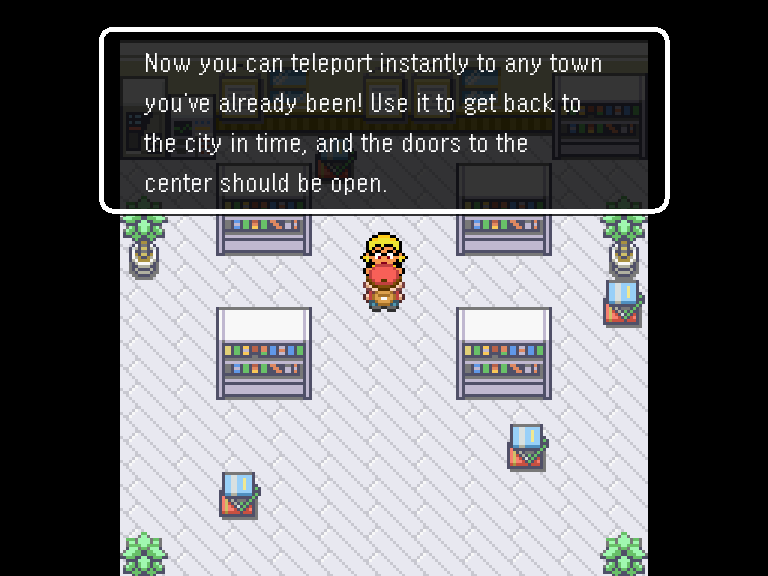 Now you can teleport instantly to any town
you've already been! Use it to get back to
the city in time, and the doors to the
center should be open.